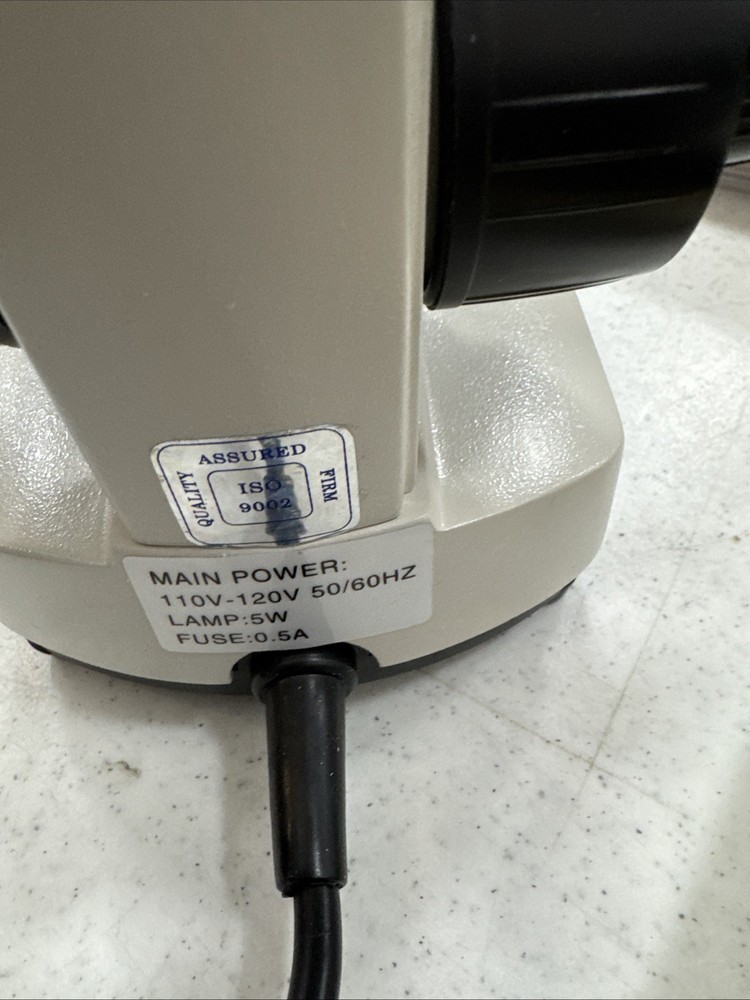 ASSURED
QUALITY
FIRM
ISO
9002
MAIN POWER:
110V-120V 50/60HZ
LAMP:5W
FUSE:0.5A